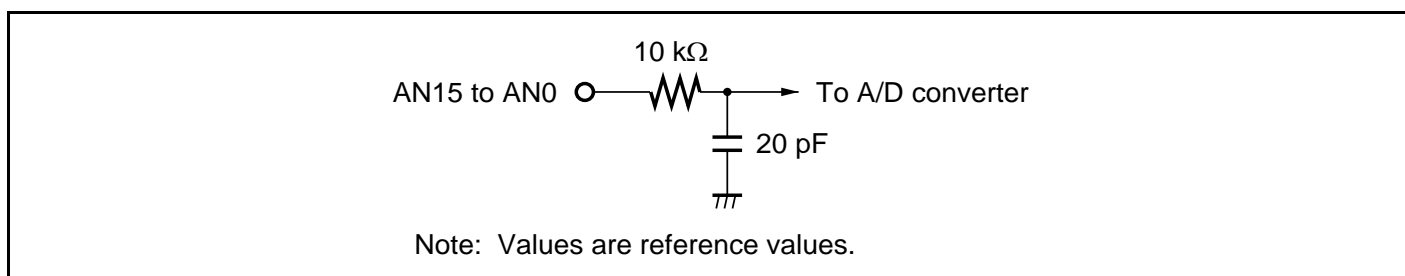 10 kΩ
AN15 to AN0 To A/D converter
20 pF
Note: Values are reference values.